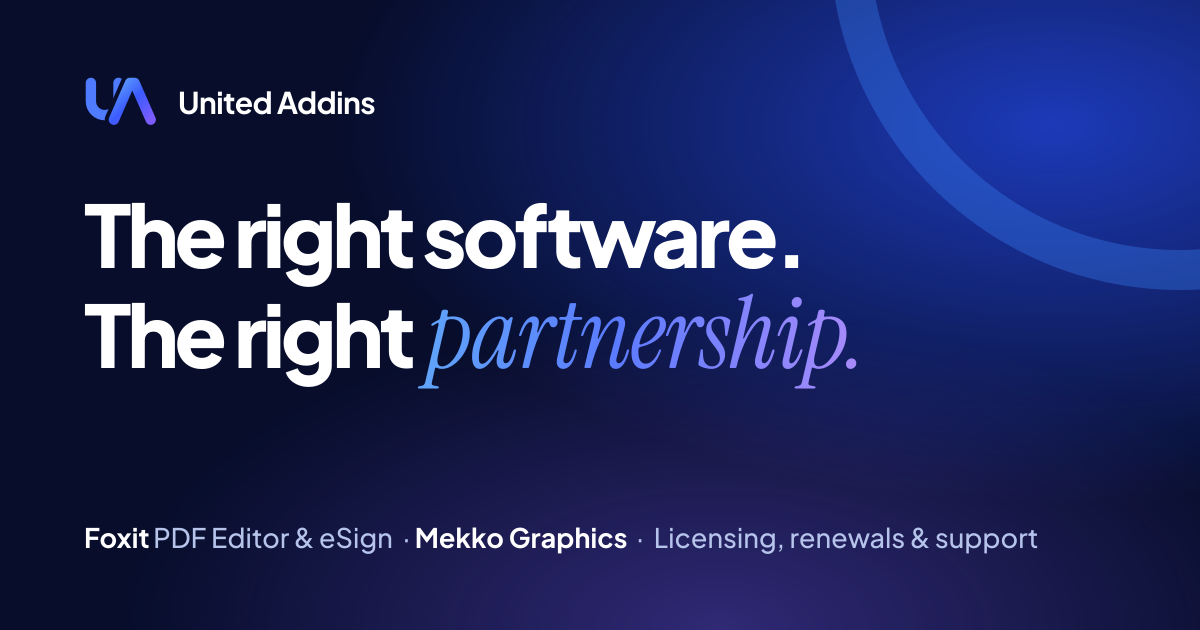 United Addins
The right software.
The right partnership.
Foxit PDF Editor & eSign · Mekko Graphics · Licensing, renewals & support